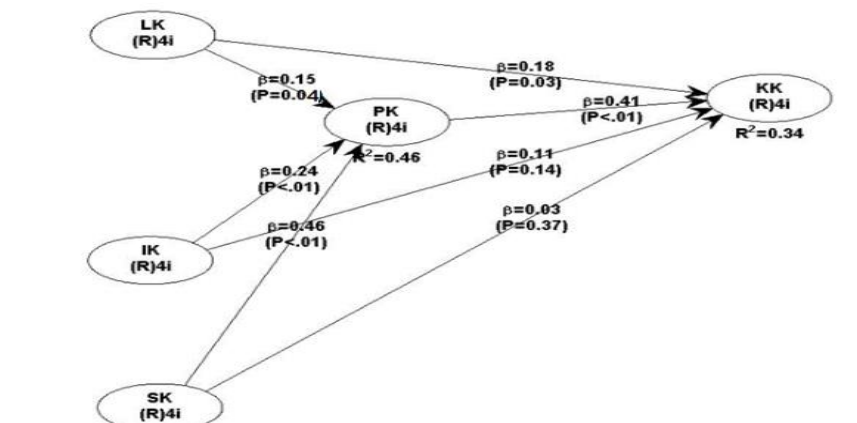 LK
(R)4i
β=0.18
(P=0.03)
β=0.15
(P=0.04)
KK
(R)4i
R²=0.34
β=0.41
(P<.01)
PK
(R)4i
R²=0.46
β=0.11
(P=0.14)
β=0.24
(P<.01)
β=0.03
(P=0.37)
β=0.46
(P<.01)
IK
(R)4i
SK
(R)4i